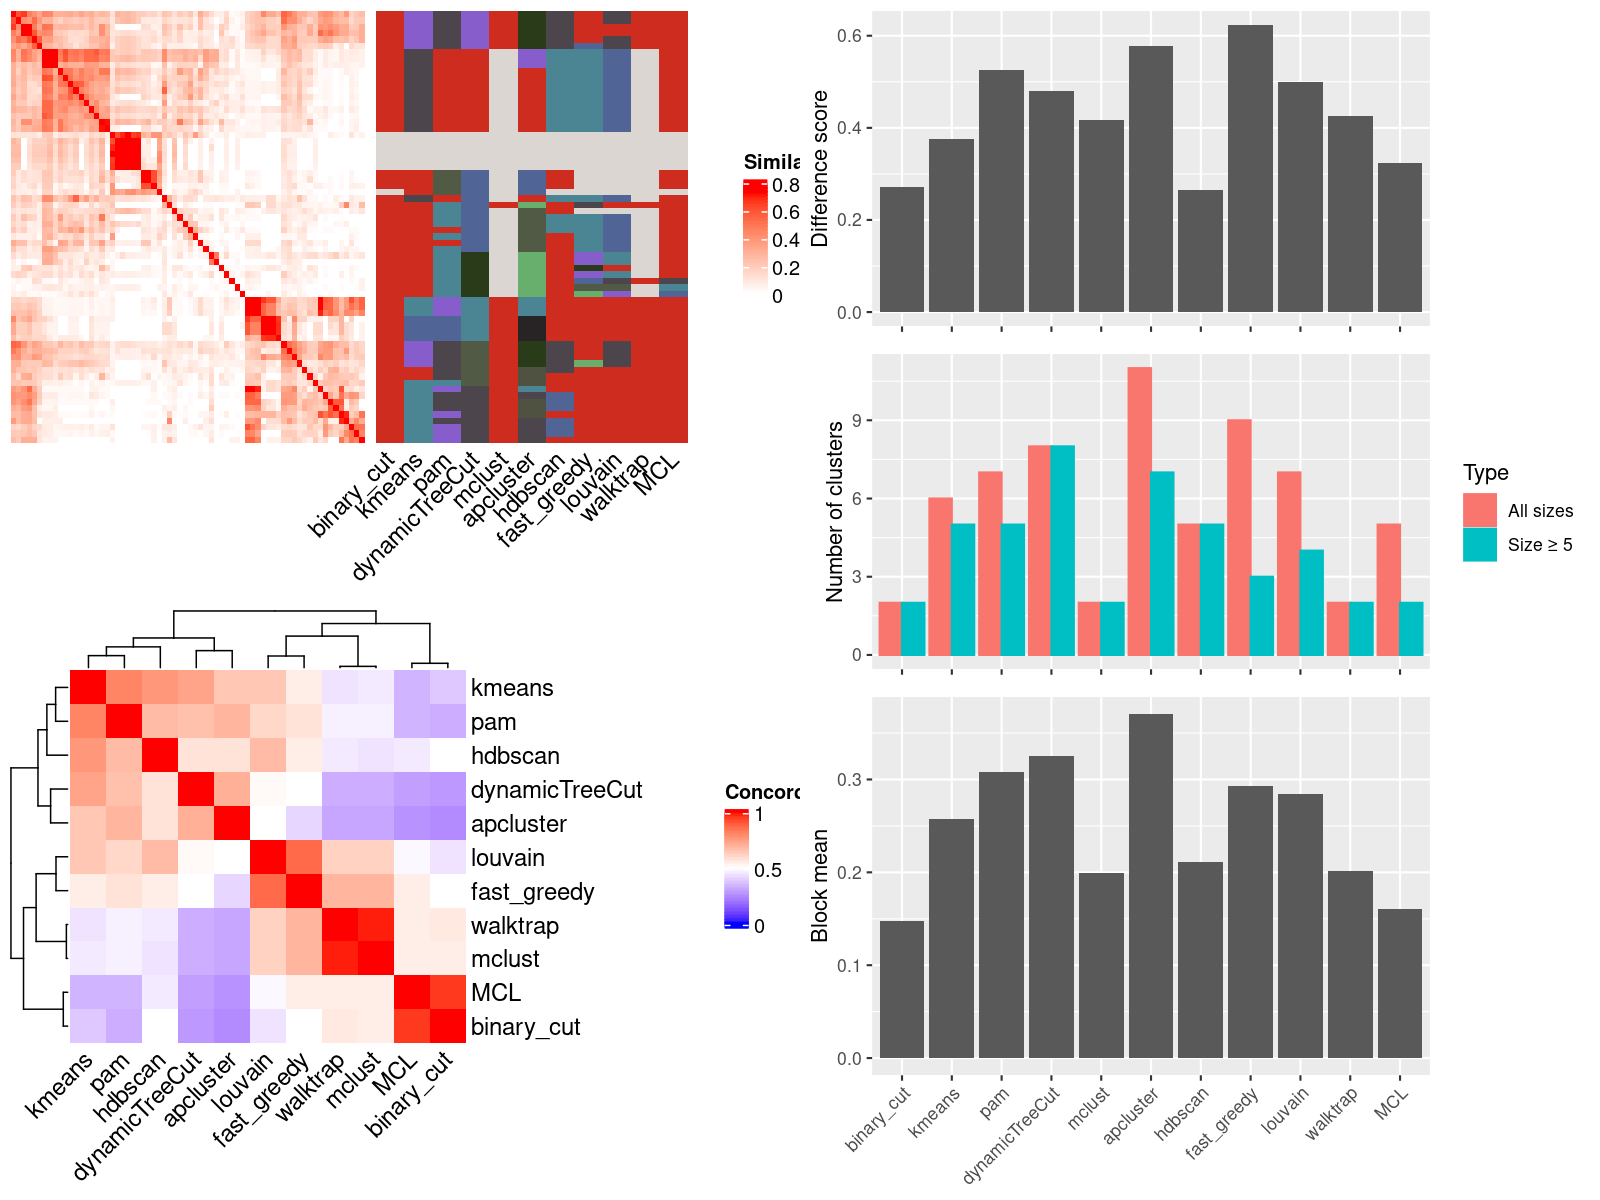 Simila
0.8
0.6
0.4
0.2
0
binary_cut
kmeans
pam
dynamicTreeCut
mclust
apcluster
hdbscan
fast_greedy
louvain
walktrap
MCL
Difference score
0.6
0.4
0.2
0.0
Number of clusters
9
6
3
0
Type
All sizes
Size ≥ 5
kmeans
pam
hdbscan
dynamicTreeCut
apcluster
louvain
fast_greedy
walktrap
mclust
MCL
binary_cut
kmeans
pam
hdbscan
dynamicTreeCut
apcluster
louvain
fast_greedy
walktrap
mclust
MCL
binary_cut
Concord
1
0.5
0
Block mean
0.3
0.2
0.1
0.0
binary_cut
kmeans
pam
dynamicTreeCut
mclust
apcluster
hdbscan
fast_greedy
louvain
walktrap
MCL